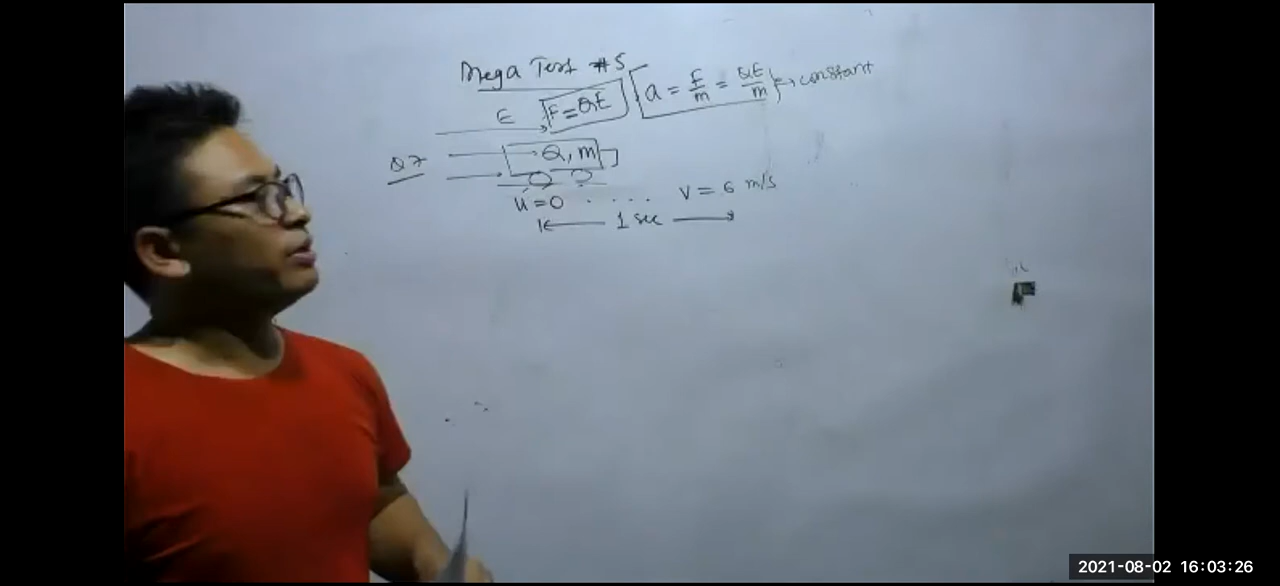 Mega Test #5
E F = QE a = F/m = QE/m → constant
Q7 Q, m
u = 0 . . . . v = 6 m/s
1 sec
2021-08-02 16:03:26